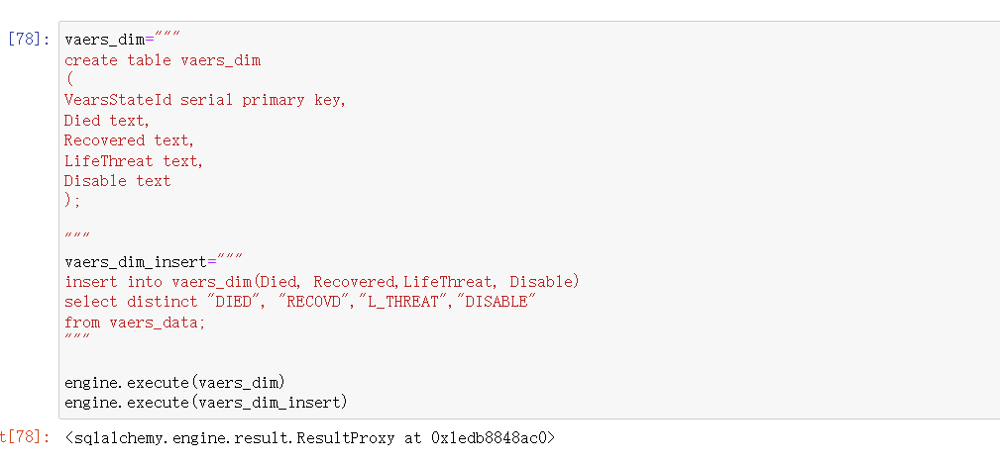 [78]: vaers_dim="""
create table vaers_dim
(
VearsStateId serial primary key,
Died text,
Recovered text,
LifeThreat text,
Disable text
);
"""
vaers_dim_insert="""
insert into vaers_dim(Died, Recovered,LifeThreat, Disable)
select distinct "DIED", "RECOVD","L_THREAT","DISABLE"
from vaers_data;
"""
engine.execute(vaers_dim)
engine.execute(vaers_dim_insert)
t[78]: <sqlalchemy.engine.result.ResultProxy at 0x1edb8848ac0>